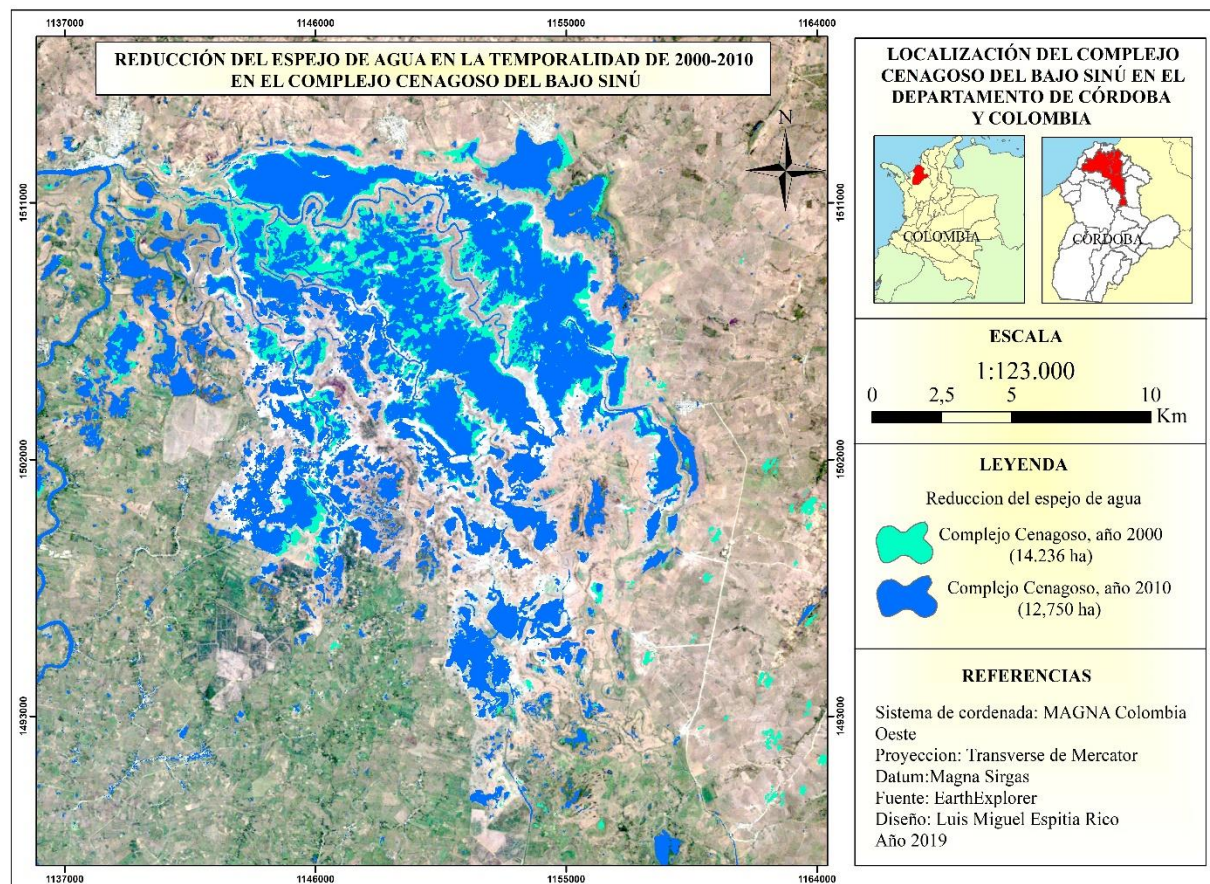 1137000
1146000
1155000
1164000
REDUCCIÓN DEL ESPEJO DE AGUA EN LA TEMPORALIDAD DE 2000-2010
EN EL COMPLEJO CENAGOSO DEL BAJO SINÚ
N
1511000
1511000
1502000
1502000
1493000
1493000
1137000
1146000
1155000
1164000
LOCALIZACIÓN DEL COMPLEJO
CENAGOSO DEL BAJO SINÚ EN EL
DEPARTAMENTO DE CÓRDOBA
Y COLOMBIA
COLOMBIA
CÓRDOBA
ESCALA
1:123.000
0 2,5 5 10
Km
LEYENDA
Reduccion del espejo de agua
Complejo Cenagoso, año 2000
(14.236 ha)
Complejo Cenagoso, año 2010
(12,750 ha)
REFERENCIAS
Sistema de cordenada: MAGNA Colombia
Oeste
Proyeccion: Transverse de Mercator
Datum:Magna Sirgas
Fuente: EarthExplorer
Diseño: Luis Miguel Espitia Rico
Año 2019